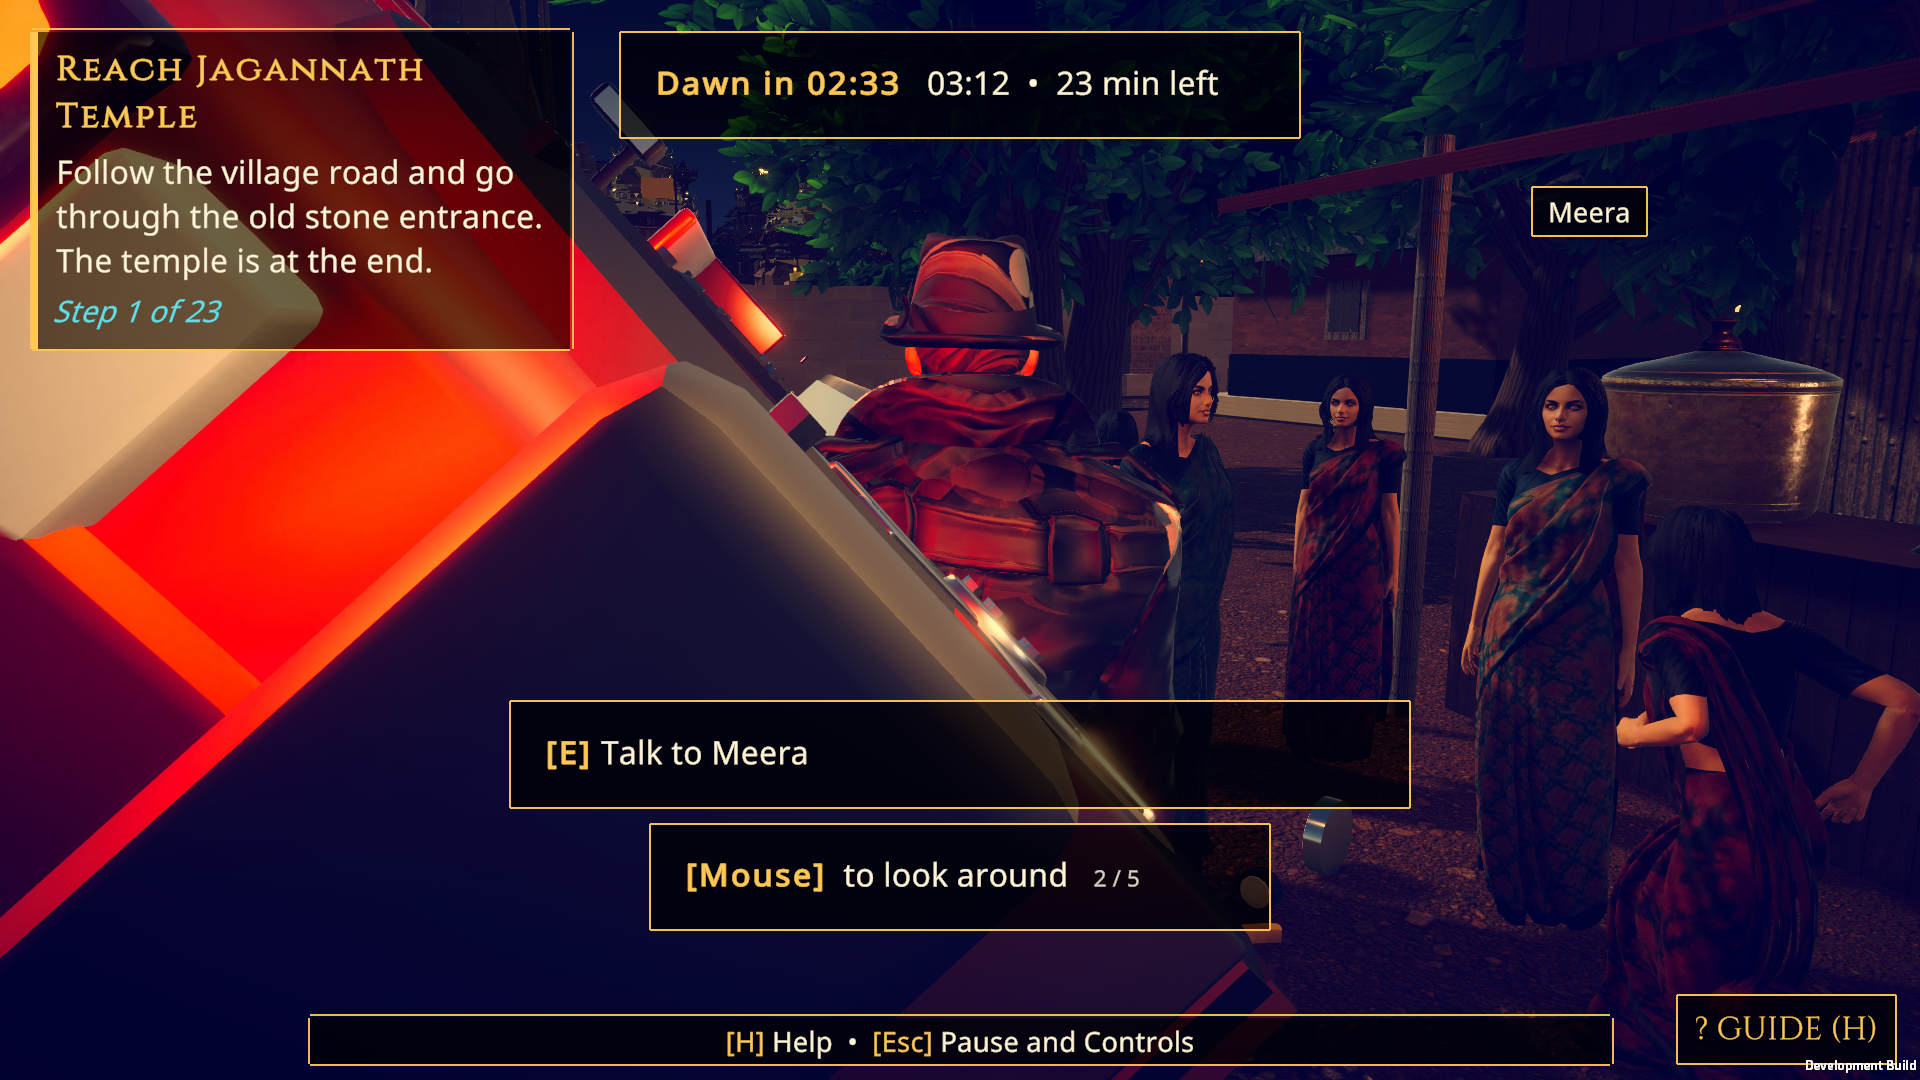 REACH JAGANNATH
TEMPLE
Follow the village road and go
through the old stone entrance.
The temple is at the end.
Step 1 of 23
Dawn in 02:33 03:12 • 23 min left
Meera
[E] Talk to Meera
[Mouse] to look around 2 / 5
[H] Help • [Esc] Pause and Controls
? GUIDE (H)
Development Build